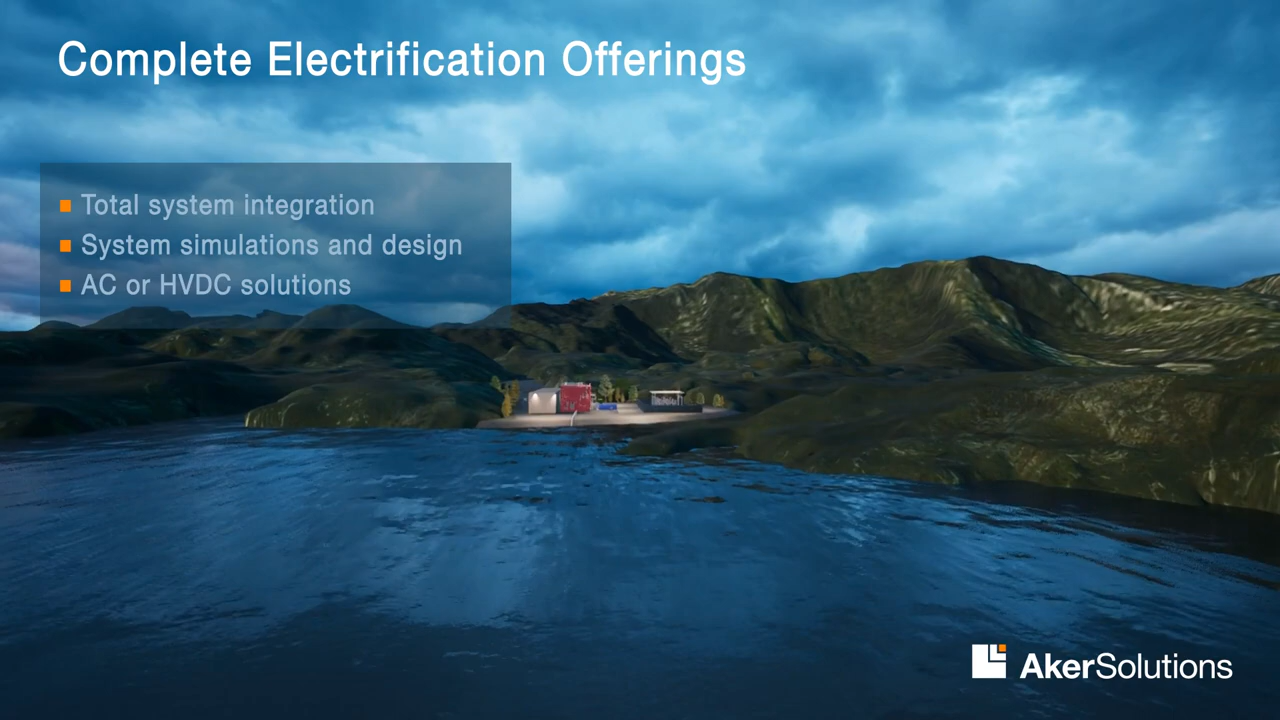 Complete Electrification Offerings
Total system integration
System simulations and design
AC or HVDC solutions
AkerSolutions